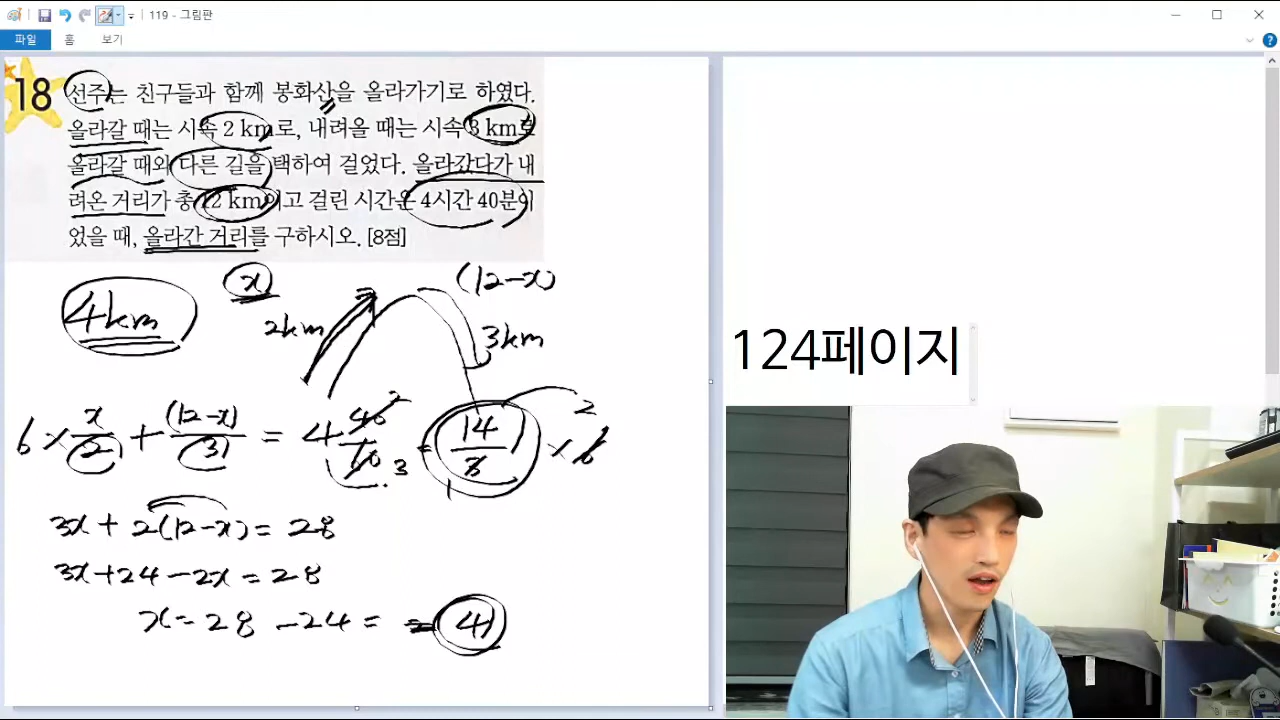 119 - 그림판
파일 홈 보기
18 선주는 친구들과 함께 봉화산을 올라가기로 하였다.
올라갈 때는 시속 2 km로, 내려올 때는 시속 3 km로
올라갈 때와 다른 길을 택하여 걸었다. 올라갔다가 내
려온 거리가 총 12 km이고 걸린 시간은 4시간 40분이
었을 때, 올라간 거리를 구하시오. [8점]
x
(12-x)
4km
2km
3km
6 × x/2 + (12-x)/3 = 4 40/60 = 14/3 × 6
2
3
1
2
3x + 2(12-x) = 28
3x+24-2x=28
x=28-24= =4
124페이지